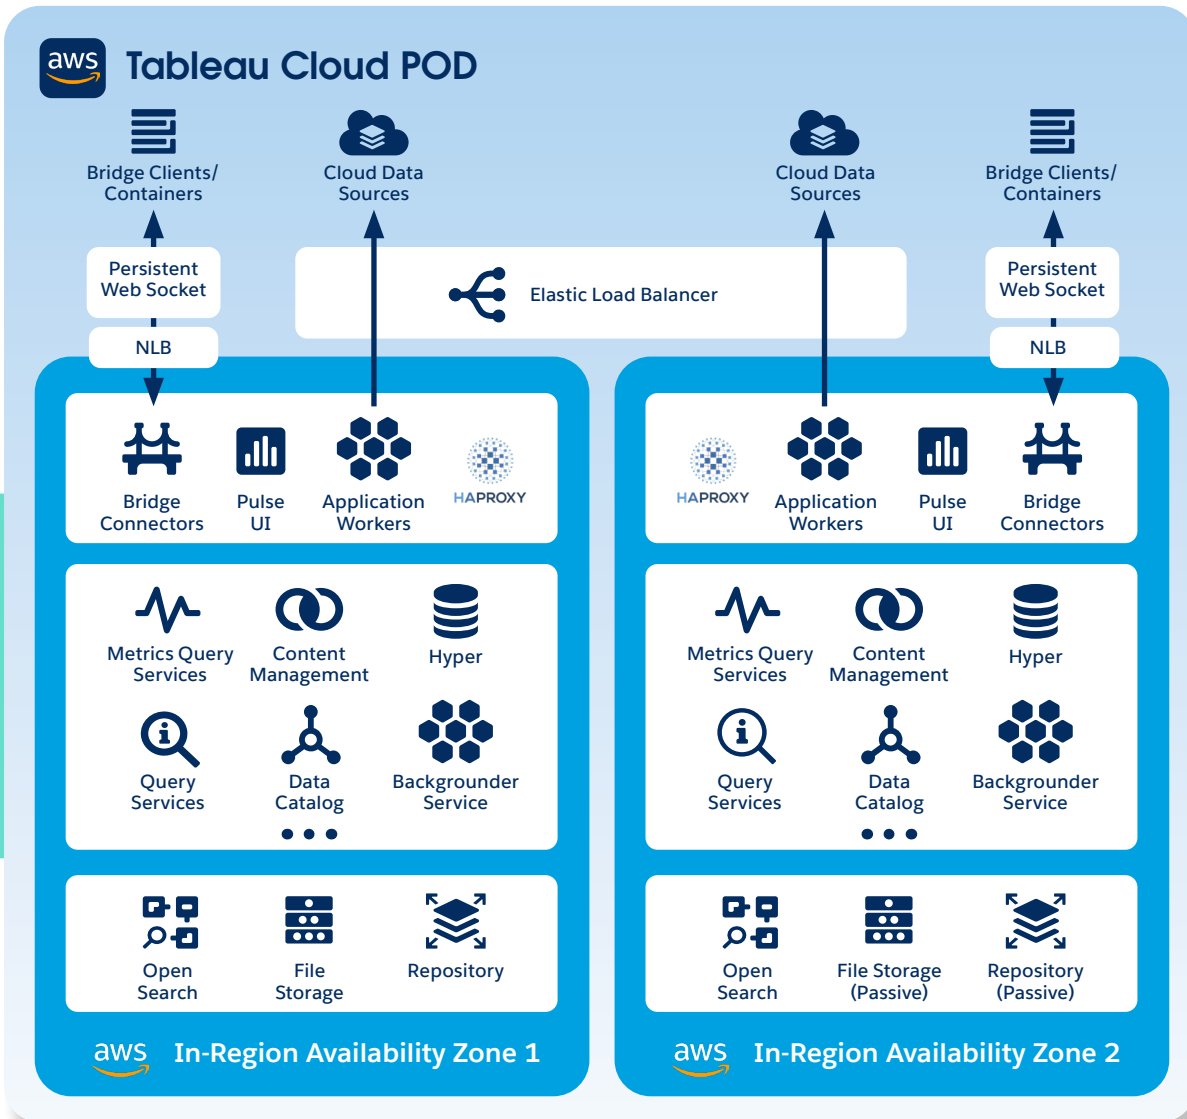 aws
Tableau Cloud POD
Bridge Clients/
Containers
Cloud Data
Sources
Cloud Data
Sources
Bridge Clients/
Containers
Persistent
Web Socket
Elastic Load Balancer
Persistent
Web Socket
NLB
NLB
Bridge
Connectors
Pulse
UI
Application
Workers
HAPROXY
HAPROXY
Application
Workers
Pulse
UI
Bridge
Connectors
Metrics Query
Services
Content
Management
Hyper
Query
Services
Data
Catalog
Backgrounder
Service
Metrics Query
Services
Content
Management
Hyper
Query
Services
Data
Catalog
Backgrounder
Service
Open
Search
File
Storage
Repository
Open
Search
File Storage
(Passive)
Repository
(Passive)
aws
In-Region Availability Zone 1
aws
In-Region Availability Zone 2